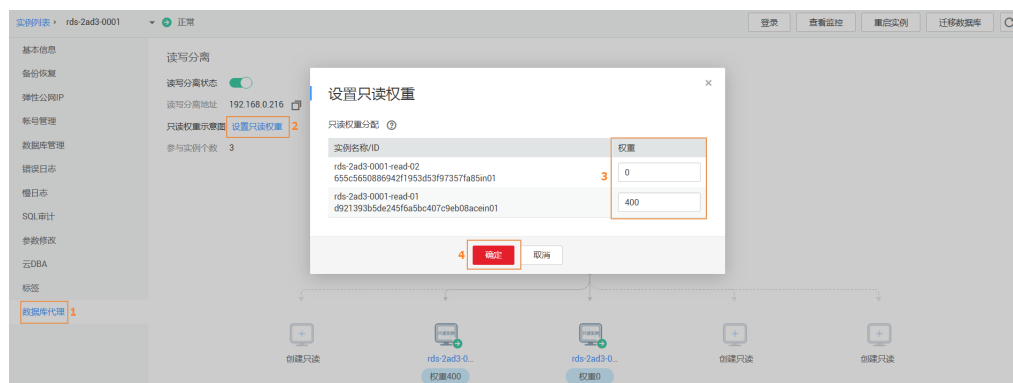 实例列表 › rds-2ad3-0001 正常 登录 查看监控 重启实例 迁移数据库
基本信息
备份恢复
弹性公网IP
帐号管理
数据库管理
错误日志
慢日志
SQL审计
参数修改
云DBA
标签
数据库代理 1
读写分离
读写分离状态
读写分离地址 192.168.0.216
只读权重示意图 设置只读权重 2
参与实例个数 3
设置只读权重 ×
只读权重分配 ?
实例名称/ID 权重
rds-2ad3-0001-read-02
655c5650886942f1953d53f97357fa85in01
3 0
rds-2ad3-0001-read-01
d921393b5de245f6a5bc407c9eb08acein01
400
4 确定 取消
创建只读 rds-2ad3-0... rds-2ad3-0... 创建只读 创建只读
权重400 权重0